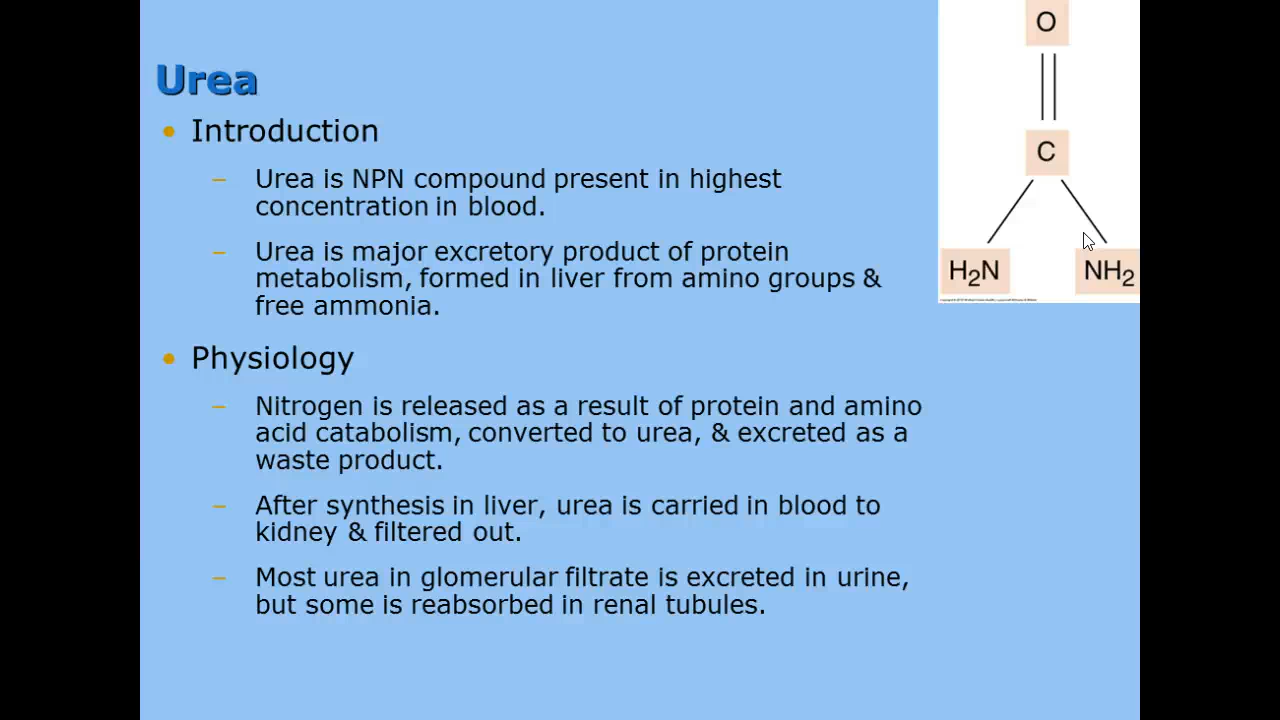 Urea
• Introduction
– Urea is NPN compound present in highest
concentration in blood.
– Urea is major excretory product of protein
metabolism, formed in liver from amino groups &
free ammonia.
• Physiology
– Nitrogen is released as a result of protein and amino
acid catabolism, converted to urea, & excreted as a
waste product.
– After synthesis in liver, urea is carried in blood to
kidney & filtered out.
– Most urea in glomerular filtrate is excreted in urine,
but some is reabsorbed in renal tubules.
O
C
H₂N NH₂